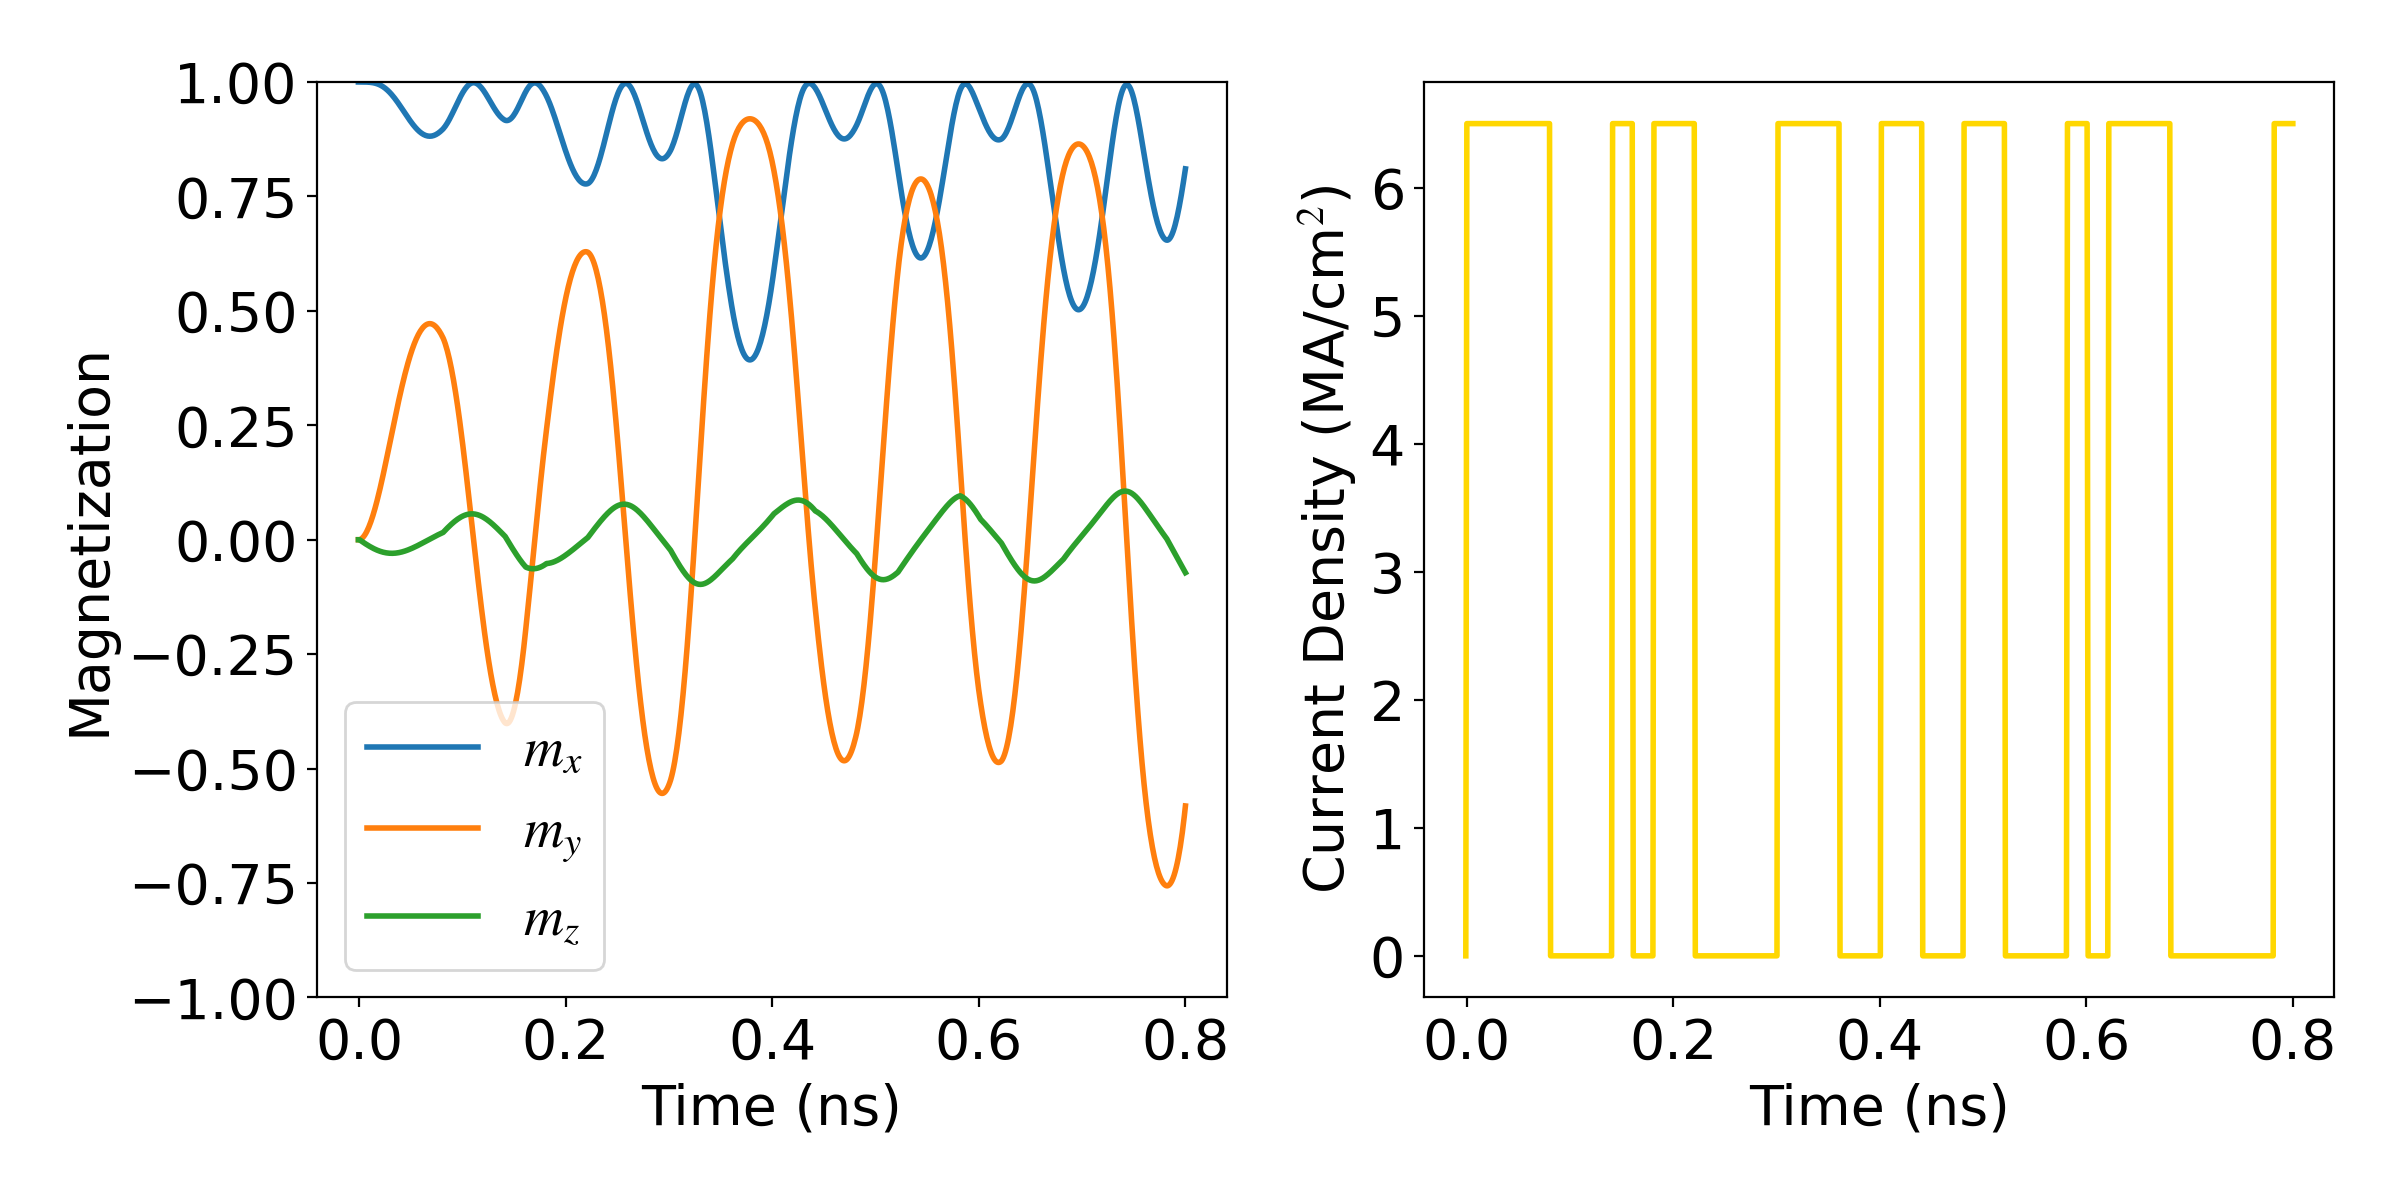 1.00
0.75
0.50
0.25
0.00
−0.25
−0.50
−0.75
−1.00
Magnetization
m_x
m_y
m_z
0.0 0.2 0.4 0.6 0.8
Time (ns)
6
5
4
3
2
1
0
Current Density (MA/cm²)
0.0 0.2 0.4 0.6 0.8
Time (ns)